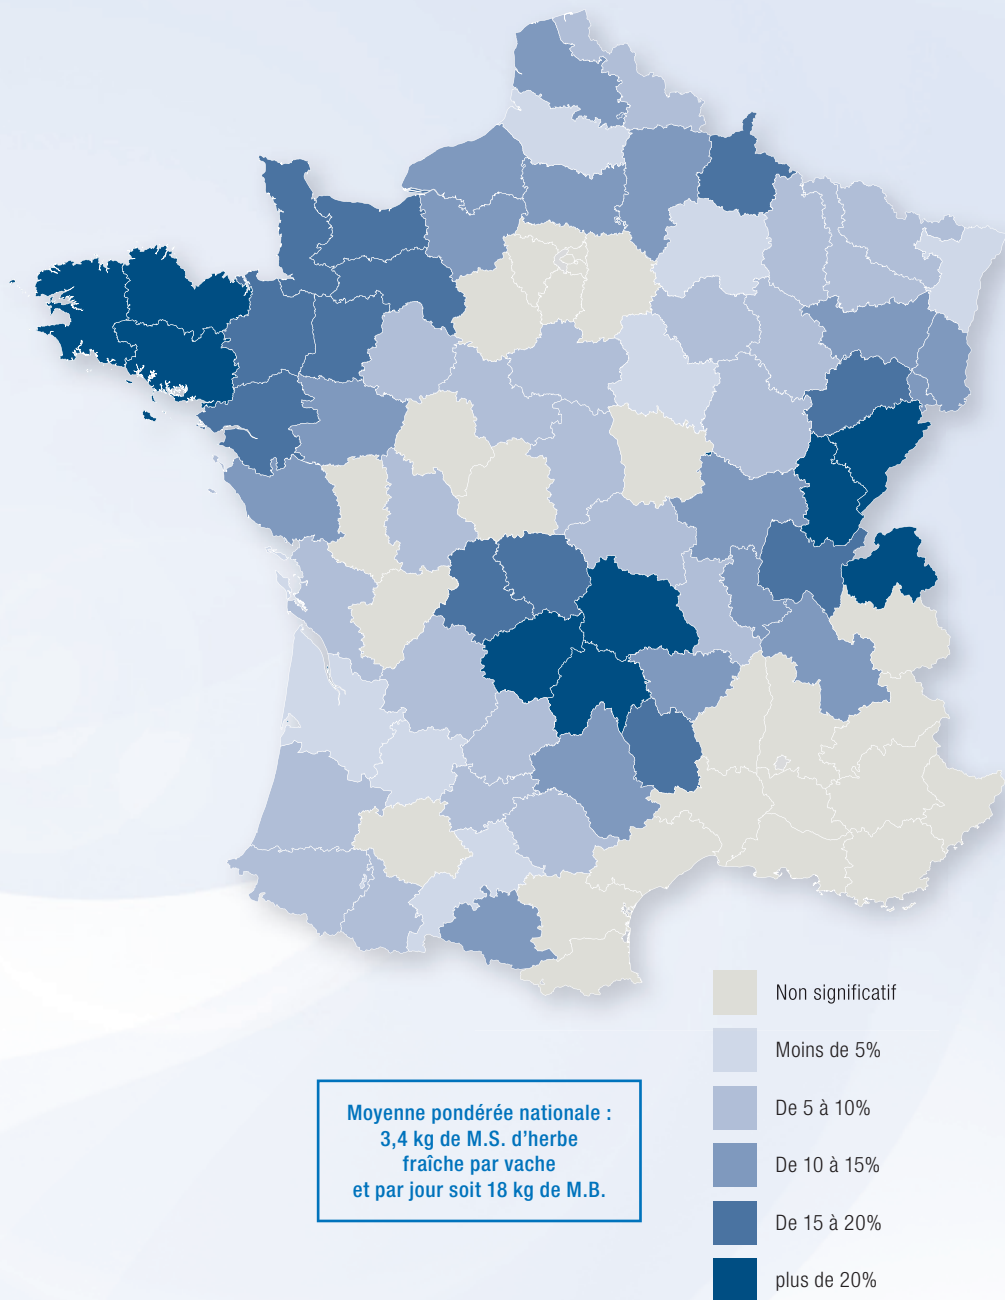 Non significatif
Moins de 5%
De 5 à 10%
De 10 à 15%
De 15 à 20%
plus de 20%
Moyenne pondérée nationale :
3,4 kg de M.S. d’herbe
fraîche par vache
et par jour soit 18 kg de M.B.